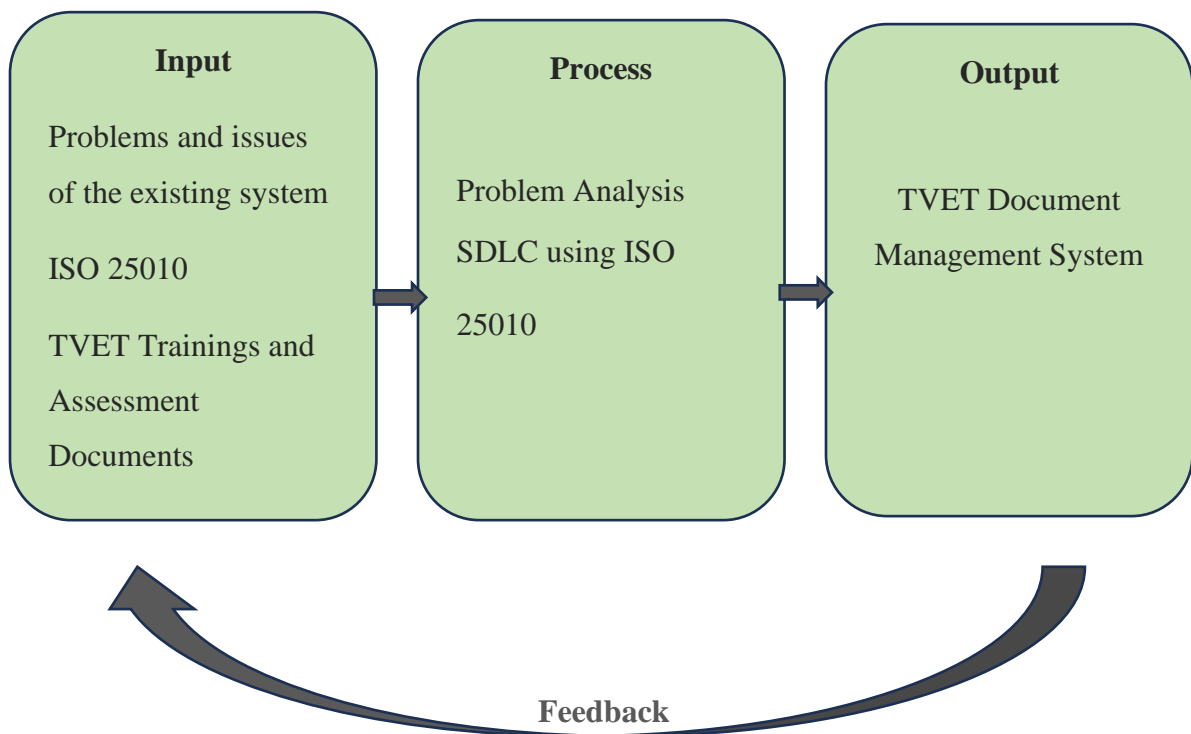 Input
Problems and issues
of the existing system
ISO 25010
TVET Trainings and
Assessment
Documents
Process
Problem Analysis
SDLC using ISO
25010
Output
TVET Document
Management System
Feedback